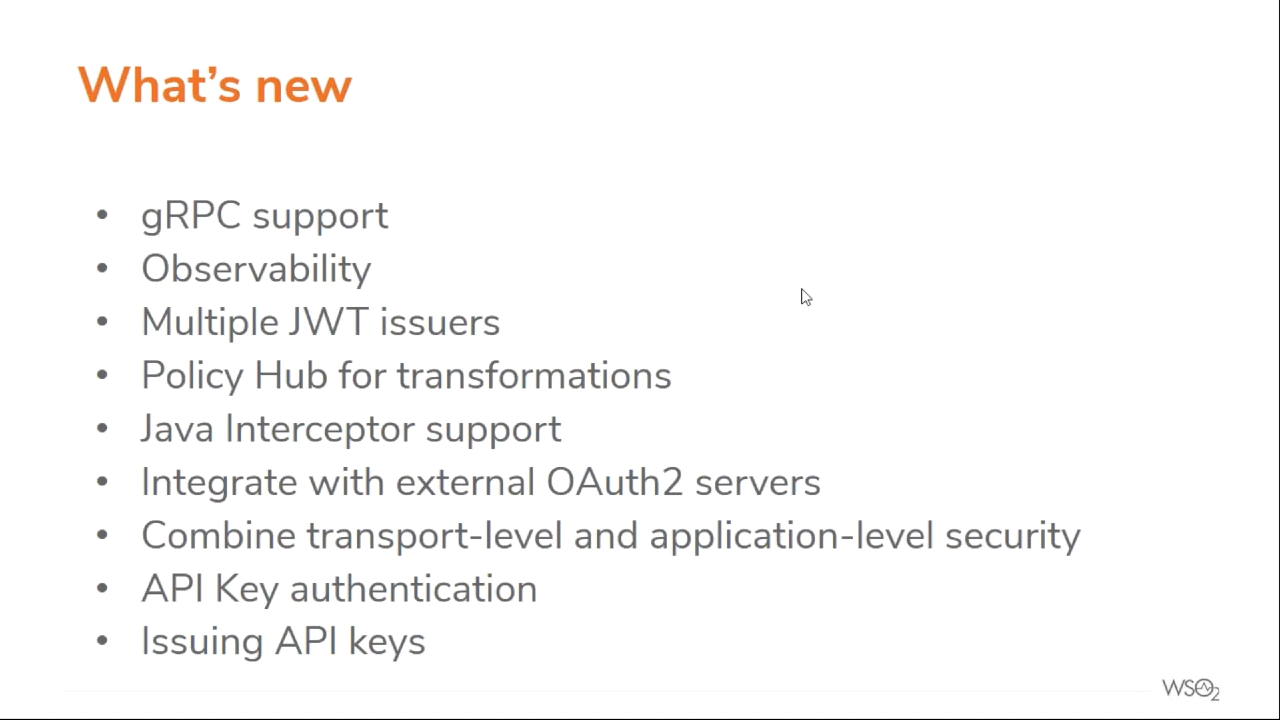 What's new
• gRPC support
• Observability
• Multiple JWT issuers
• Policy Hub for transformations
• Java Interceptor support
• Integrate with external OAuth2 servers
• Combine transport-level and application-level security
• API Key authentication
• Issuing API keys
WSO2